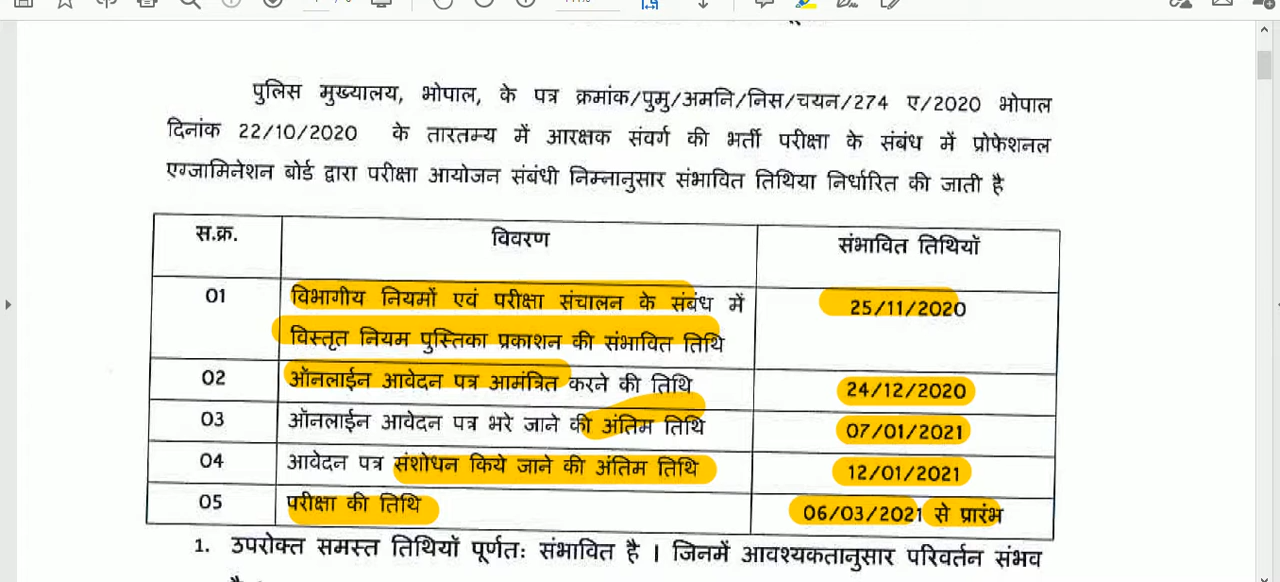 पुलिस मुख्यालय, भोपाल, के पत्र क्रमांक/पुमु/अमनि/निस/चयन/274 ए/2020 भोपाल
दिनांक 22/10/2020 के तारतम्य में आरक्षक संवर्ग की भर्ती परीक्षा के संबंध में प्रोफेशनल
एग्जामिनेशन बोर्ड द्वारा परीक्षा आयोजन संबंधी निम्नानुसार संभावित तिथिया निर्धारित की जाती है
स.क्र. विवरण संभावित तिथियॉ
01 विभागीय नियमों एवं परीक्षा संचालन के संबंध में 25/11/2020
विस्तृत नियम पुस्तिका प्रकाशन की संभावित तिथि
02 ऑनलाईन आवेदन पत्र आमंत्रित करने की तिथि 24/12/2020
03 ऑनलाईन आवेदन पत्र भरे जाने की अंतिम तिथि 07/01/2021
04 आवेदन पत्र संशोधन किये जाने की अंतिम तिथि 12/01/2021
05 परीक्षा की तिथि 06/03/2021 से प्रारंभ
1. उपरोक्त समस्त तिथियॉ पूर्णतः संभावित है । जिनमें आवश्यकतानुसार परिवर्तन संभव